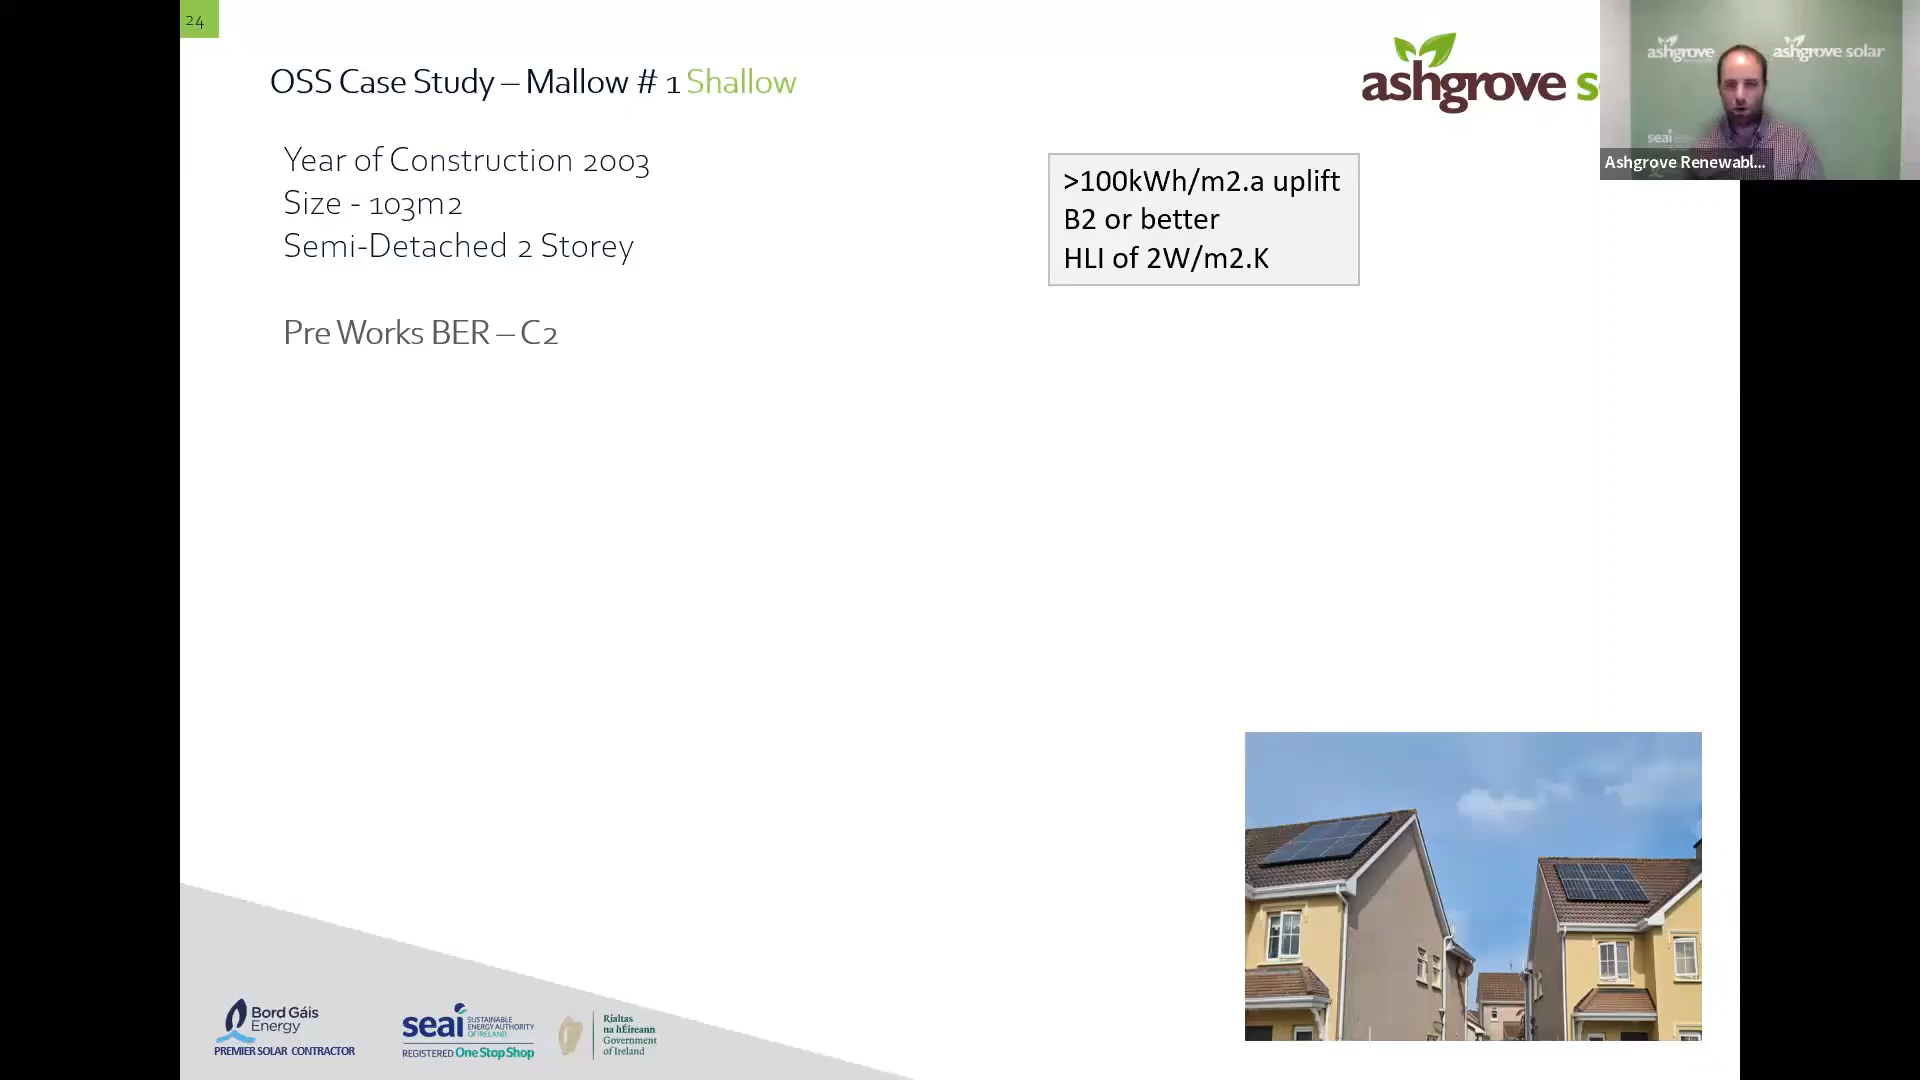 24
OSS Case Study – Mallow # 1 Shallow
ashgrove s
ashgrove
ashgrove solar
seai
Ashgrove Renewabl...
Year of Construction 2003
Size - 103m2
Semi-Detached 2 Storey
>100kWh/m2.a uplift
B2 or better
HLI of 2W/m2.K
Pre Works BER – C2
Bord Gáis
Energy
PREMIER SOLAR CONTRACTOR
seai SUSTAINABLE
ENERGY AUTHORITY
OF IRELAND
REGISTERED One Stop Shop
Rialtas
na hÉireann
Government
of Ireland